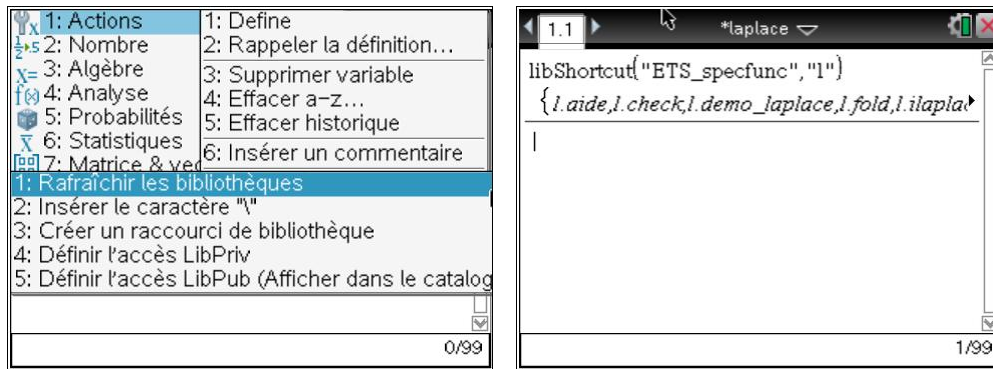 1: Actions
2: Nombre
3: Algèbre
4: Analyse
5: Probabilités
6: Statistiques
7: Matrice & vec
1: Define
2: Rappeler la définition...
3: Supprimer variable
4: Effacer a-z...
5: Effacer historique
6: Insérer un commentaire
1: Rafraîchir les bibliothèques
2: Insérer le caractère "\"
3: Créer un raccourci de bibliothèque
4: Définir l'accès LibPriv
5: Définir l'accès LibPub (Afficher dans le catalog
0/99
1.1 *laplace
libShortcut("ETS_specfunc","l")
{l.aide,l.check,l.demo_laplace,l.fold,l.ilaplac
1/99